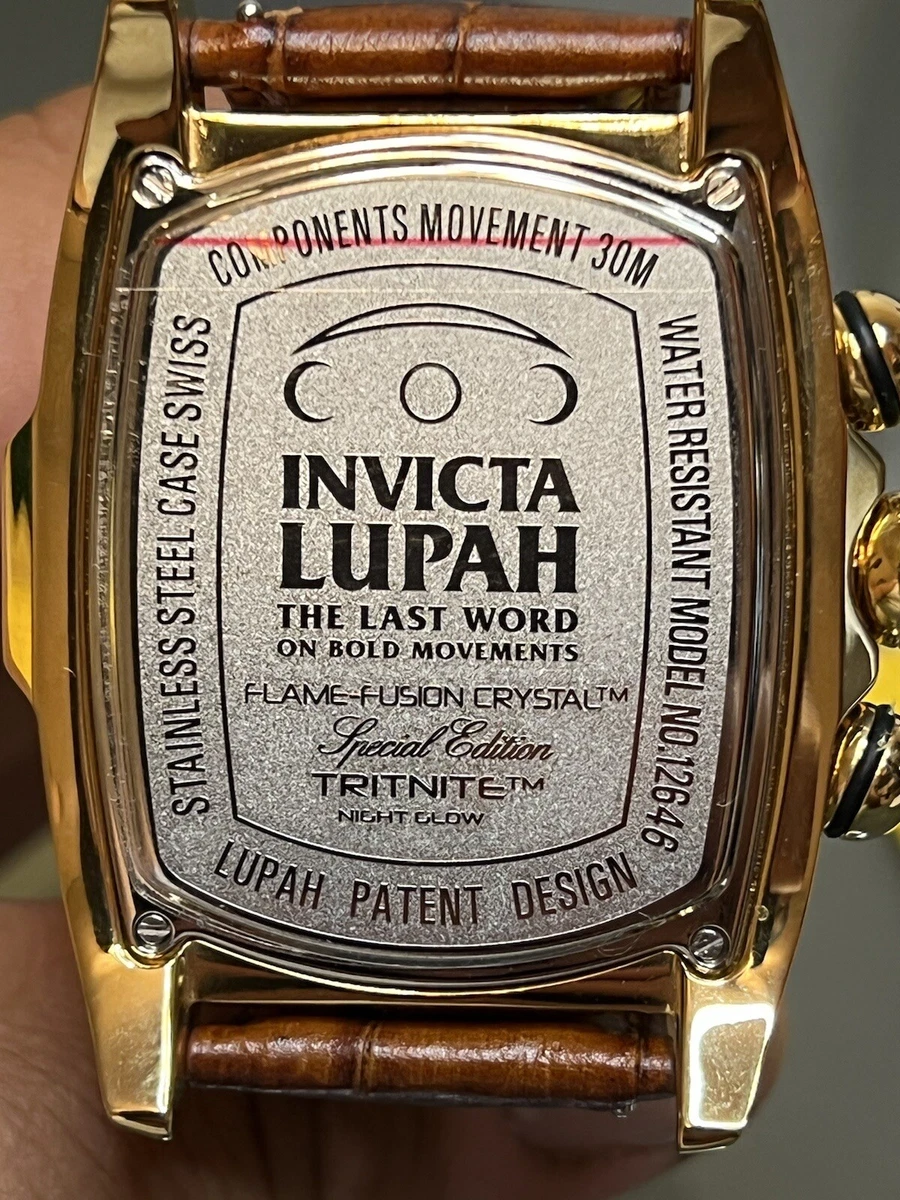 STAINLESS STEEL CASE SWISS
COMPONENTS MOVEMENT 30M
WATER RESISTANT MODEL NO.12646
INVICTA
LUPAH
THE LAST WORD
ON BOLD MOVEMENTS
FLAME-FUSION CRYSTAL™
Special Edition
TRITNITE™
NIGHT GLOW
LUPAH PATENT DESIGN